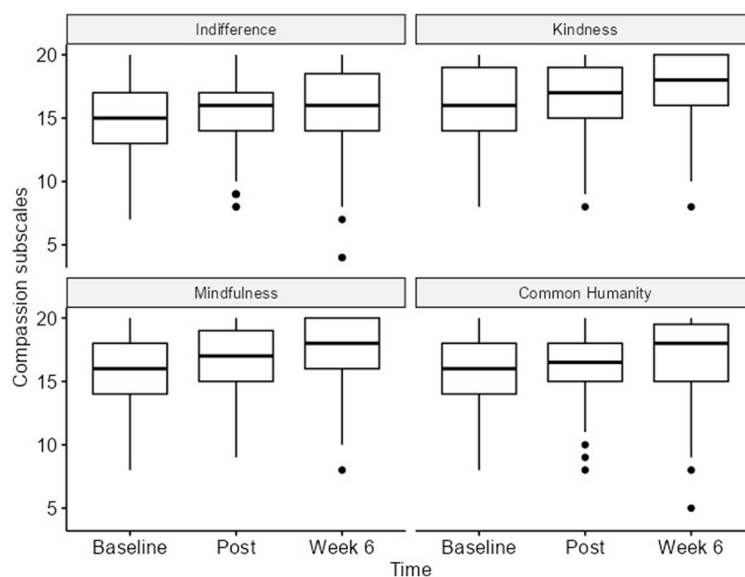 Indifference
Kindness
20
15
10
5
Mindfulness
Common Humanity
20
15
10
5
Compassion subscales
Baseline Post Week 6
Baseline Post Week 6
Time